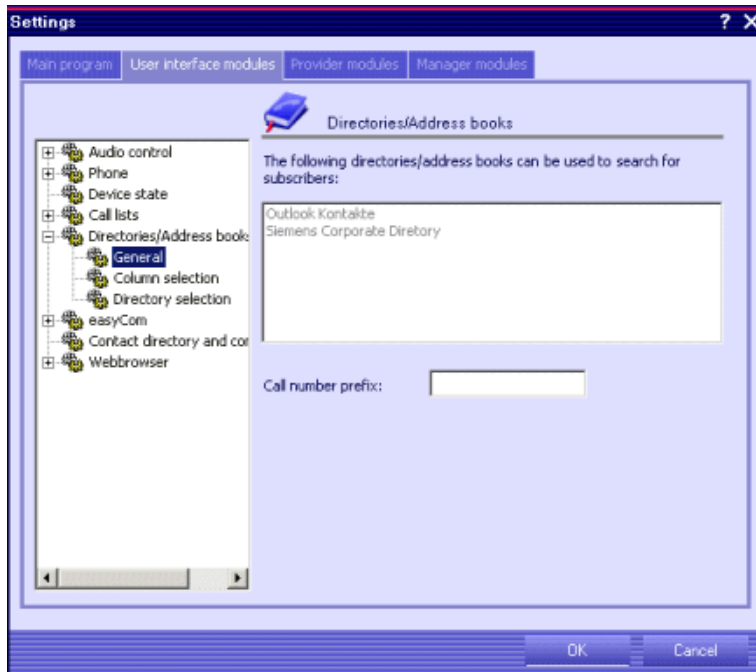 Settings
Main program User interface modules Provider modules Manager modules
Directories/Address books
The following directories/address books can be used to search for
subscribers:
Outlook Kontakte
Siemens Corporate Diretory
Call number prefix:
Audio control
Phone
Device state
Call lists
Directories/Address book
General
Column selection
Directory selection
easyCom
Contact directory and cor
Webbrowser
OK Cancel